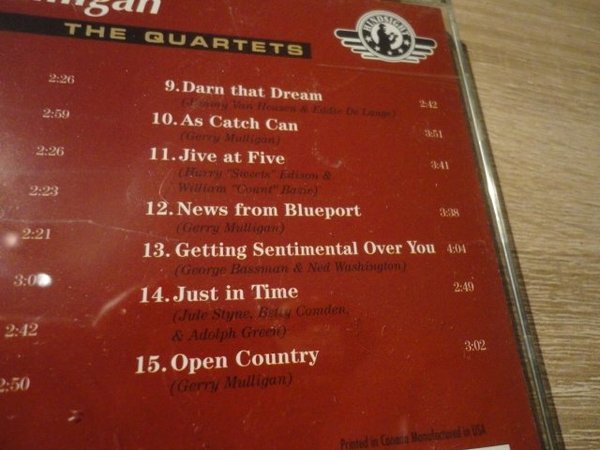 lligan
THE QUARTETS
HINDSIGHT
2:26
9. Darn that Dream 2:42
(Jimmy Van Heusen & Eddie De Lange)
2:59
10. As Catch Can 3:51
(Gerry Mulligan)
2:26
11. Jive at Five 3:41
(Harry "Sweets" Edison &
William "Count" Basie)
2:23
12. News from Blueport 3:38
(Gerry Mulligan)
2:21
13. Getting Sentimental Over You 4:04
(George Bassman & Ned Washington)
14. Just in Time 2:49
(Jule Styne, Betty Comden,
& Adolph Green)
2:42
15. Open Country 3:02
(Gerry Mulligan)
2:50
Printed in Canada Manufactured in USA